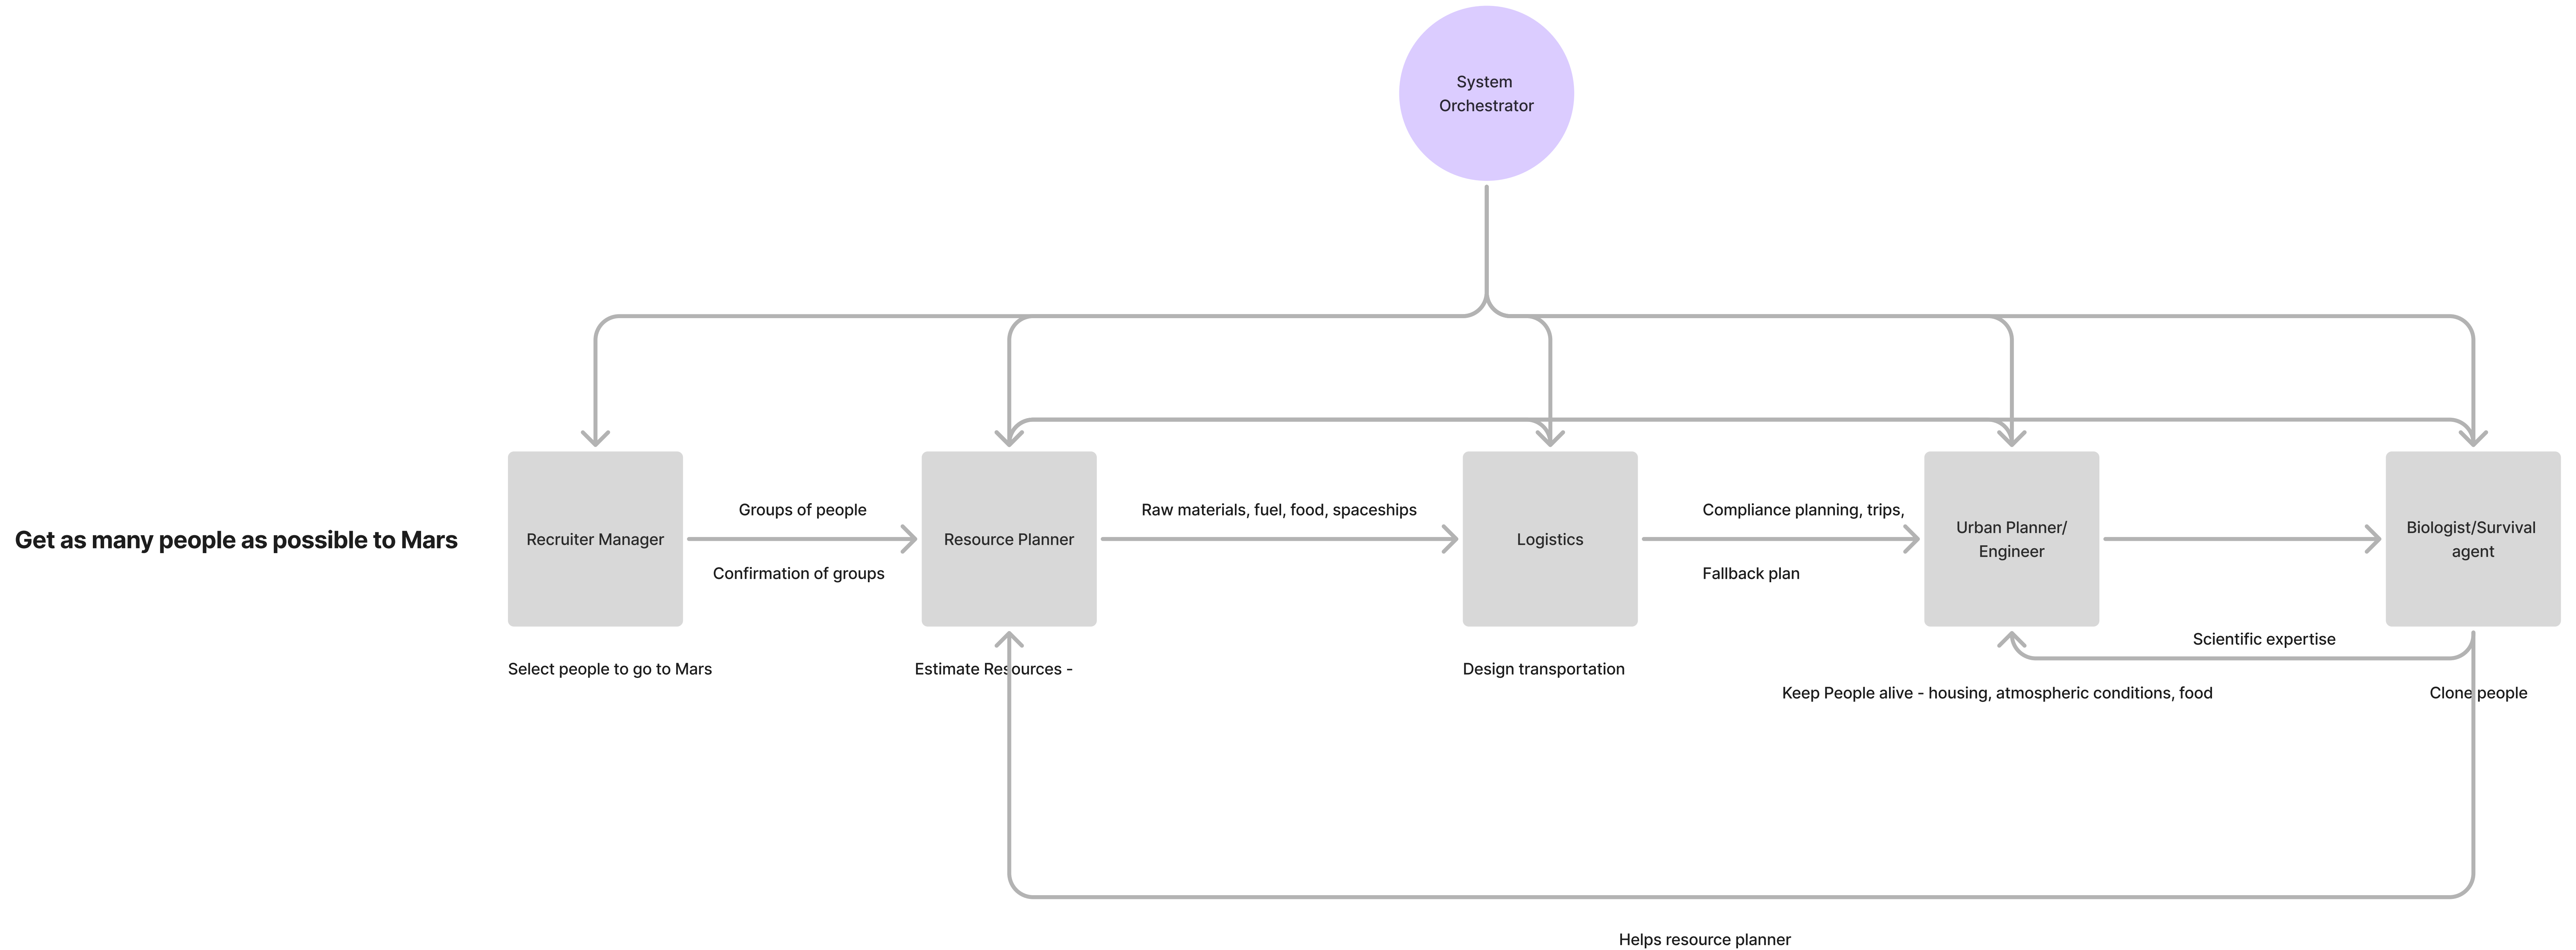 System
Orchestrator
Get as many people as possible to Mars
Recruiter Manager
Groups of people
Confirmation of groups
Resource Planner
Raw materials, fuel, food, spaceships
Logistics
Compliance planning, trips,
Fallback plan
Urban Planner/
Engineer
Biologist/Survival
agent
Scientific expertise
Select people to go to Mars
Estimate Resources -
Design transportation
Keep People alive - housing, atmospheric conditions, food
Clone people
Helps resource planner